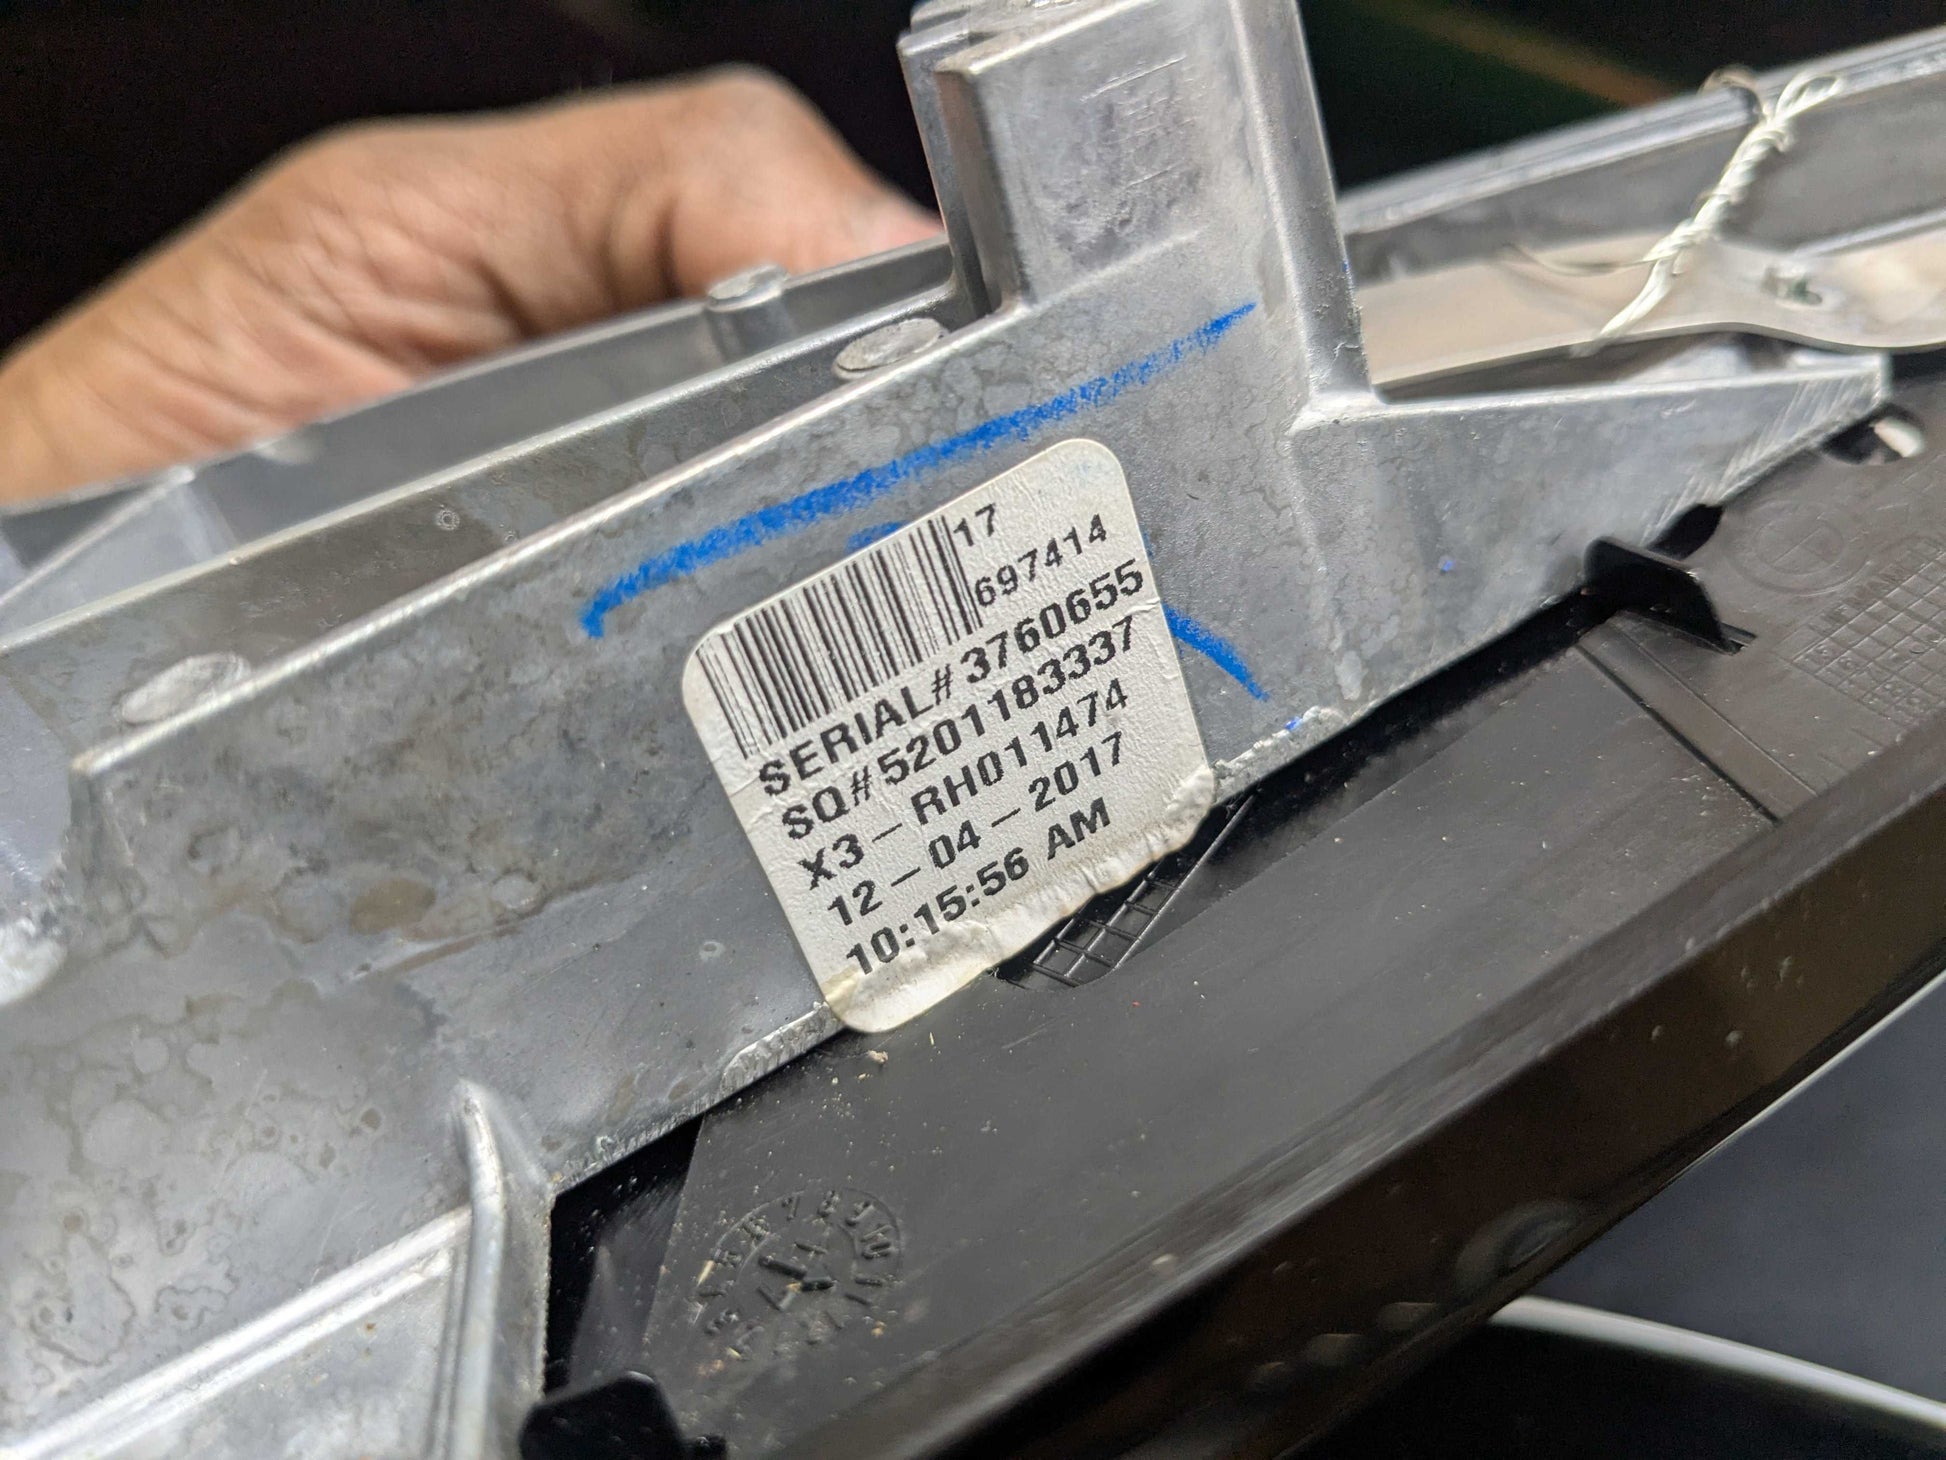 17
697414
SERIAL# 3760655
SQ# 5201183337
X3-RH011474
12-04-2017
10:15:56 AM